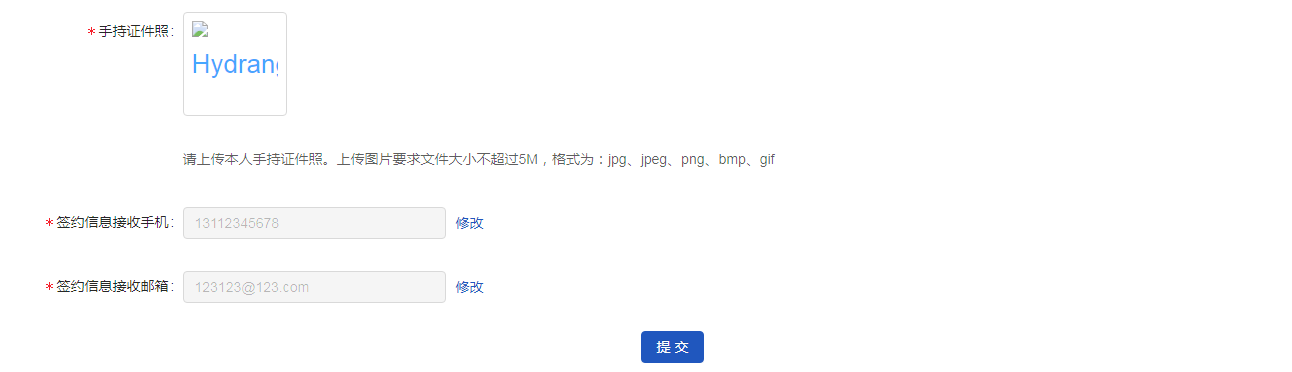 * 手持证件照:
Hydrang
请上传本人手持证件照。上传图片要求文件大小不超过5M，格式为：jpg、jpeg、png、bmp、gif
* 签约信息接收手机: 13112345678 修改
* 签约信息接收邮箱: 123123@123.com 修改
提 交